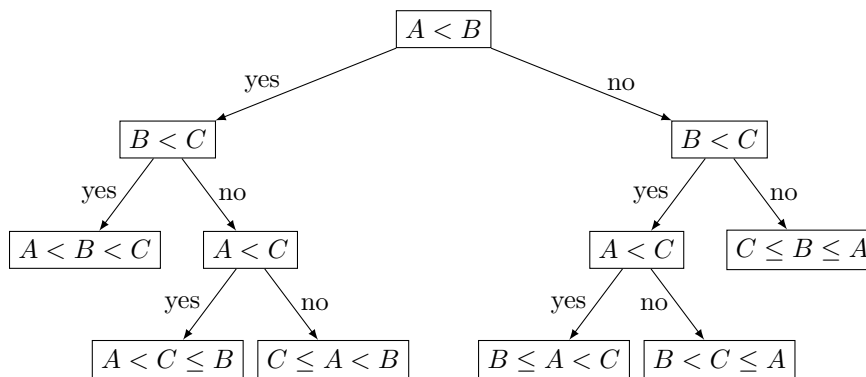 A < B
yes
no
B < C
B < C
yes
no
yes
no
A < B < C
A < C
A < C
C ≤ B ≤ A
yes
no
yes
no
A < C ≤ B
C ≤ A < B
B ≤ A < C
B < C ≤ A